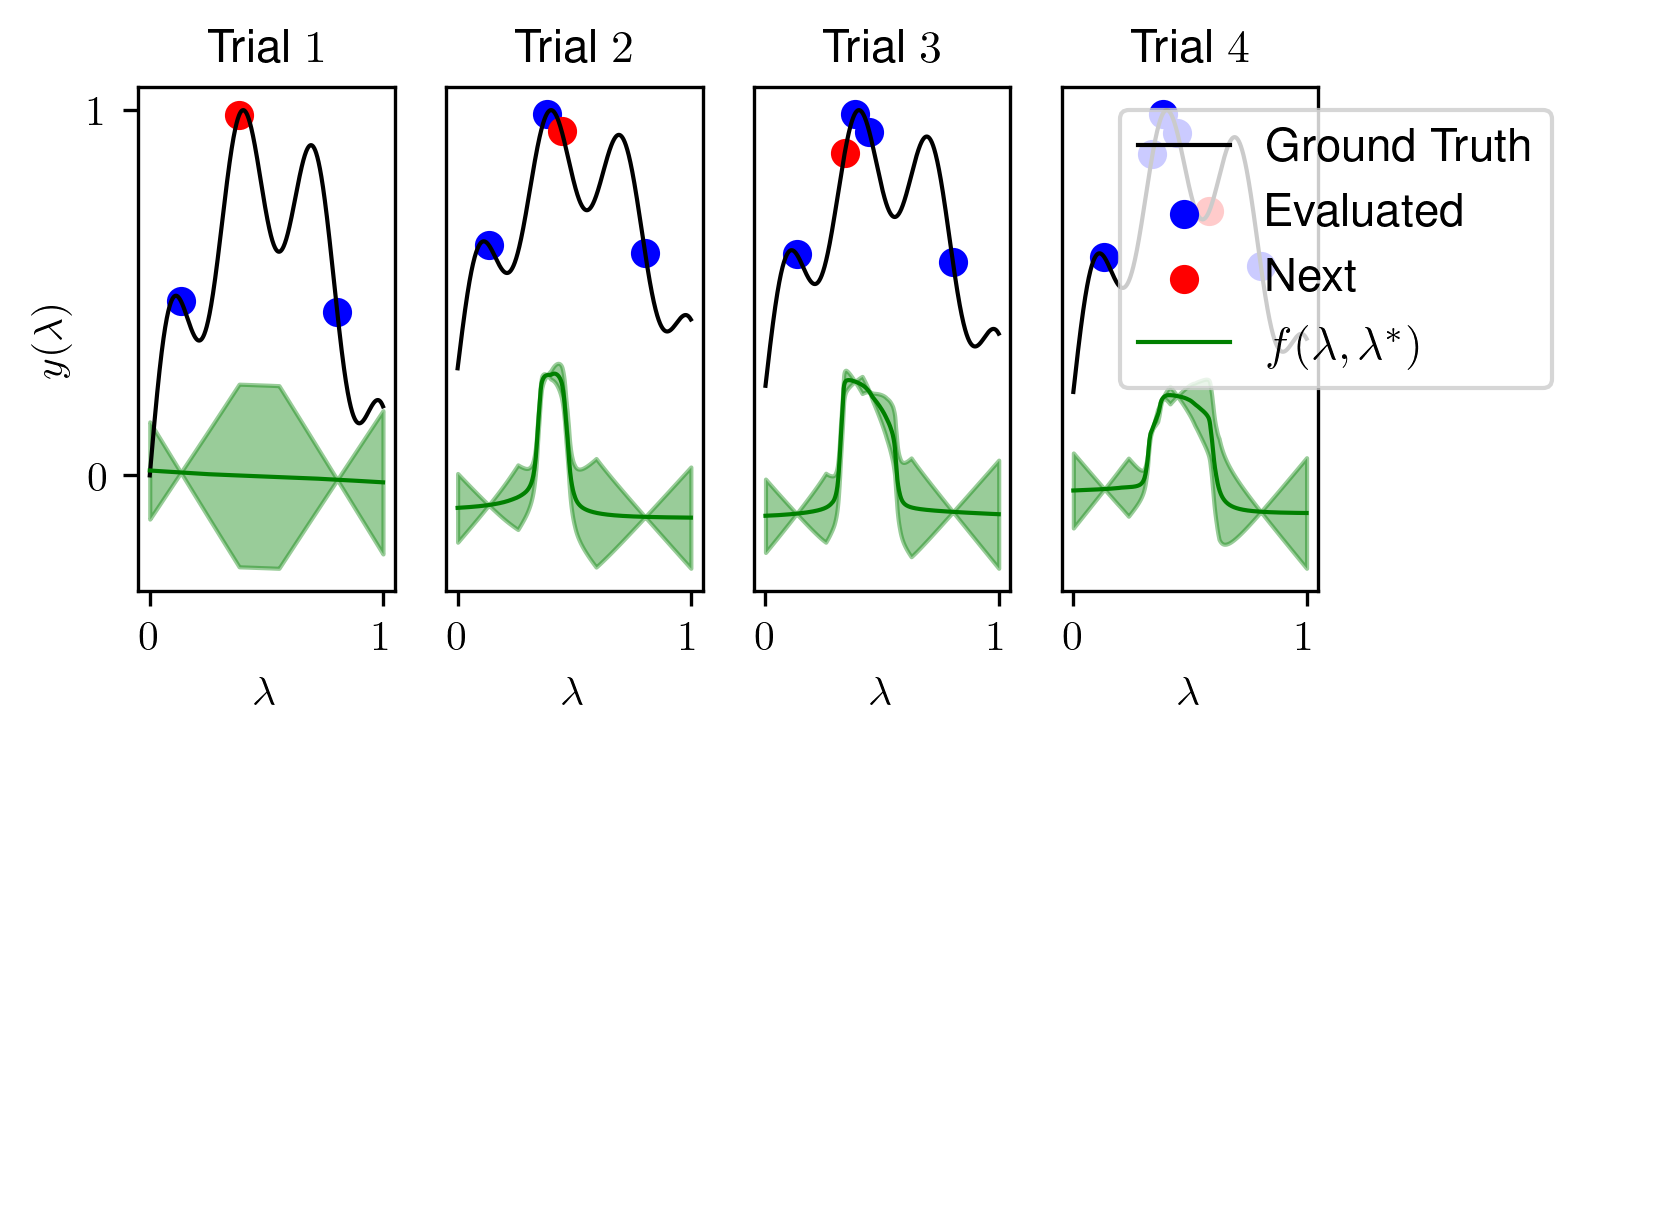 Trial 1 Trial 2 Trial 3 Trial 4
1
0
y(λ)
Ground Truth
Evaluated
Next
f(λ, λ*)
0 1 0 1 0 1 0 1
λ λ λ λ